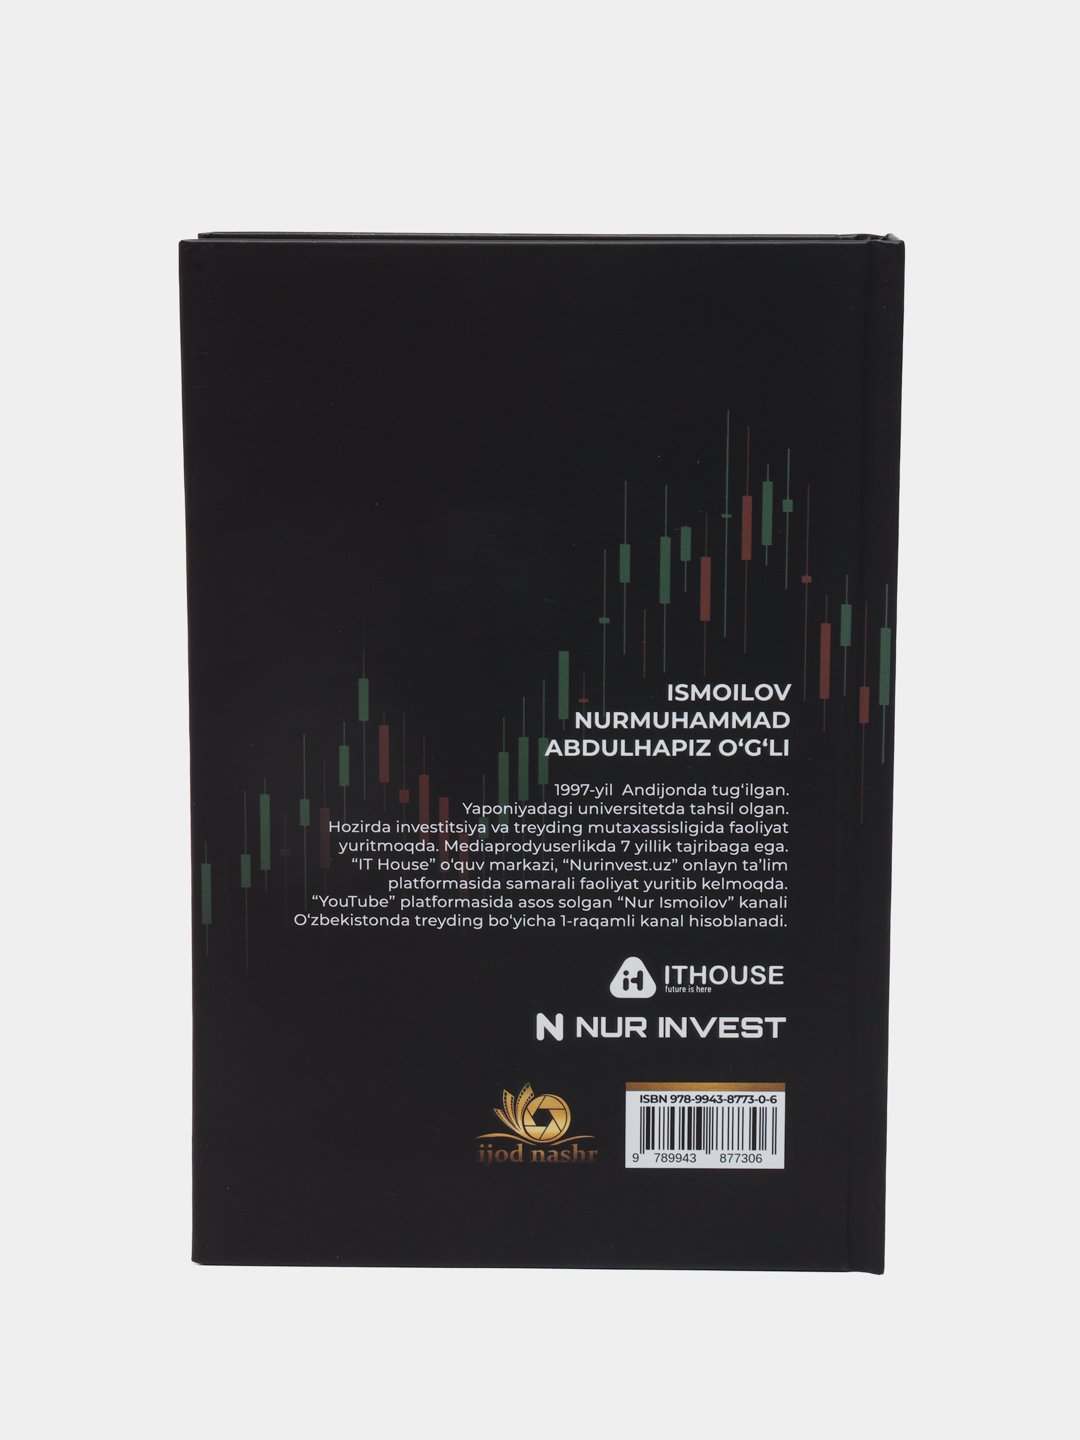 ISMOILOV
NURMUHAMMAD
ABDULHAPIZ O‘G‘LI
1997-yil Andijonda tug‘ilgan.
Yaponiyadagi universitetda tahsil olgan.
Hozirda investitsiya va treyding mutaxassisligida faoliyat
yuritmoqda. Mediaprodyuserlikda 7 yillik tajribaga ega.
“IT House” o‘quv markazi, “Nurinvest.uz” onlayn ta’lim
platformasida samarali faoliyat yuritib kelmoqda.
“YouTube” platformasida asos solgan “Nur Ismoilov” kanali
O‘zbekistonda treyding bo‘yicha 1-raqamli kanal hisoblanadi.
ITHOUSE
future is here
N NUR INVEST
ijod nashr
ISBN 978-9943-8773-0-6
9 789943 877306